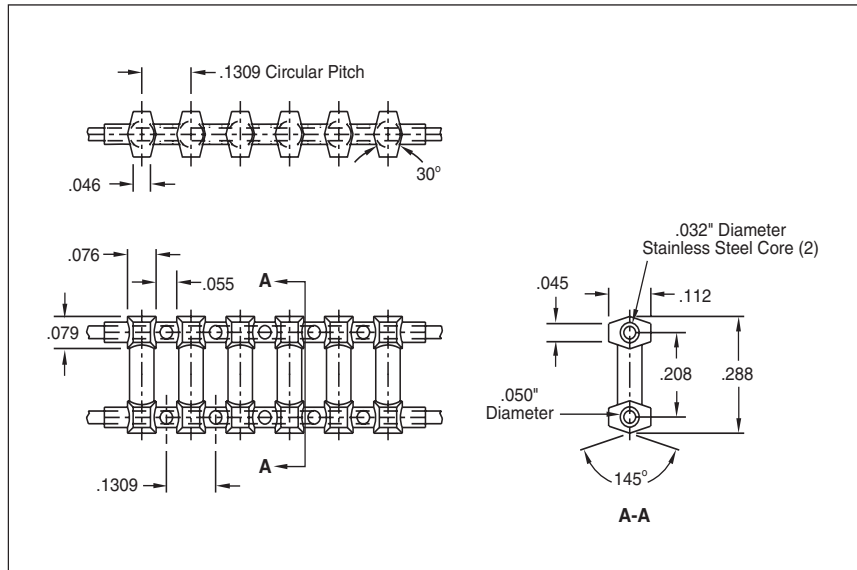 .1309 Circular Pitch
.046
30°
.076
.055
A
.079
A
.1309
.032" Diameter
Stainless Steel Core (2)
.045
.112
.208
.288
.050"
Diameter
145°
A-A